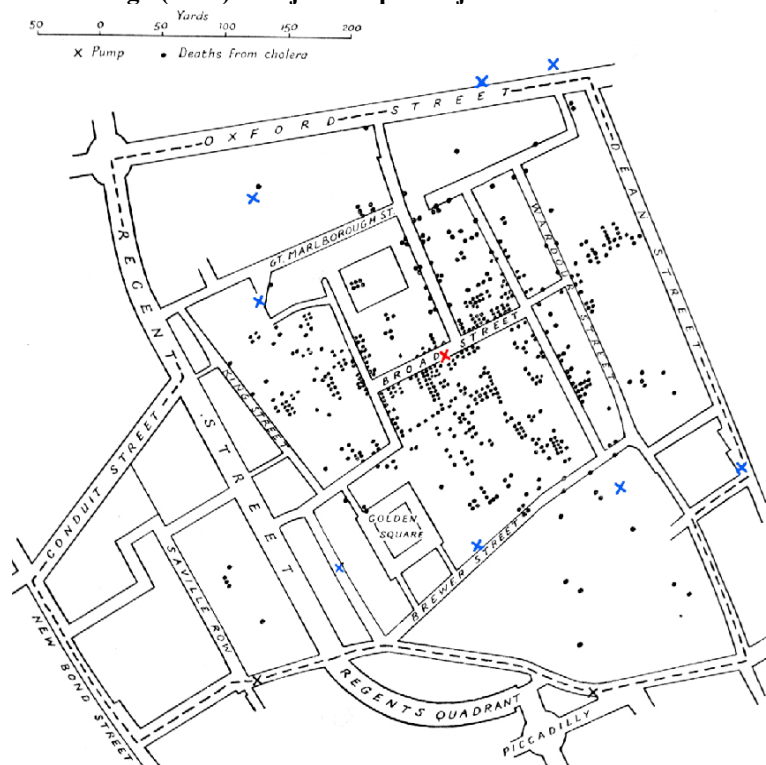 Yards
50 0 50 100 200
x Pump • Deaths from cholera
OXFORD STREET
REGENT STREET
GT. MARLBOROUGH ST.
DEAN STREET
WARDOUR STREET
BROAD STREET
KING STREET
CONDUIT STREET
GOLDEN
SQUARE
BREWER STREET
SAVILLE ROW
NEW BOND STREET
REGENTS QUADRANT
PICCADILLY